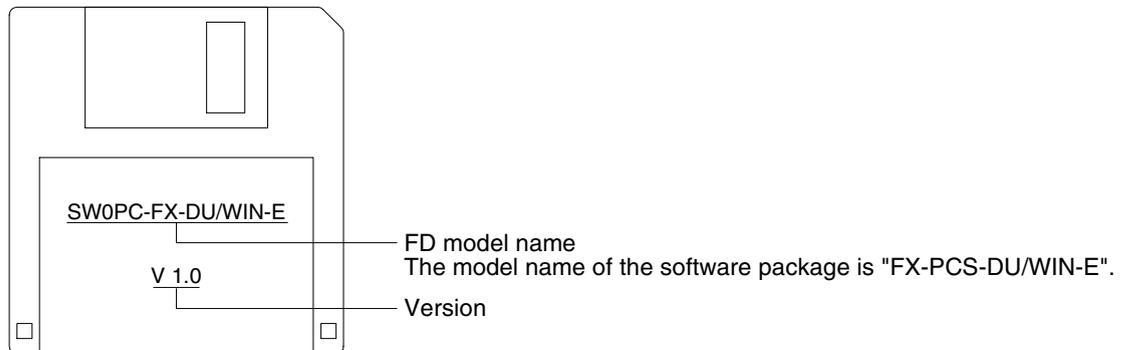 SW0PC-FX-DU/WIN-E
FD model name
The model name of the software package is "FX-PCS-DU/WIN-E".
V 1.0
Version